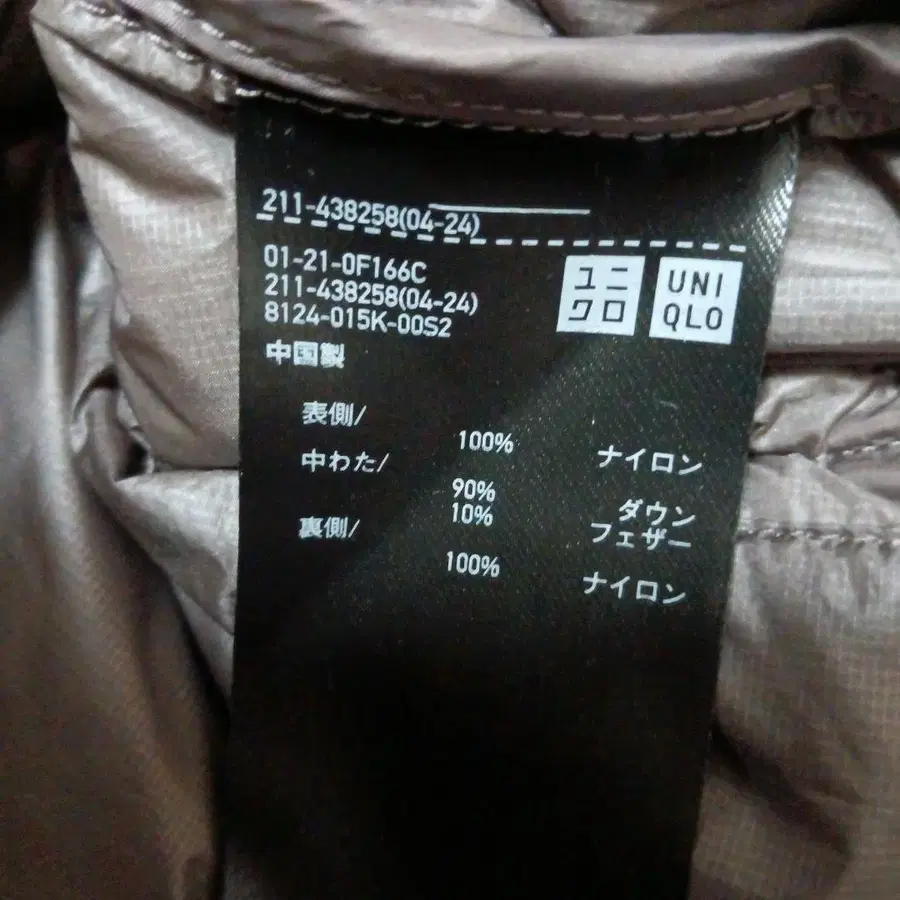 211-438258(04-24)
01-21-0F166C
211-438258(04-24)
8124-015K-00S2
中国製
ユニ
クロ
UNI
QLO
表側/
100% ナイロン
中わた/
90% ダウン
10% フェザー
裏側/
100% ナイロン